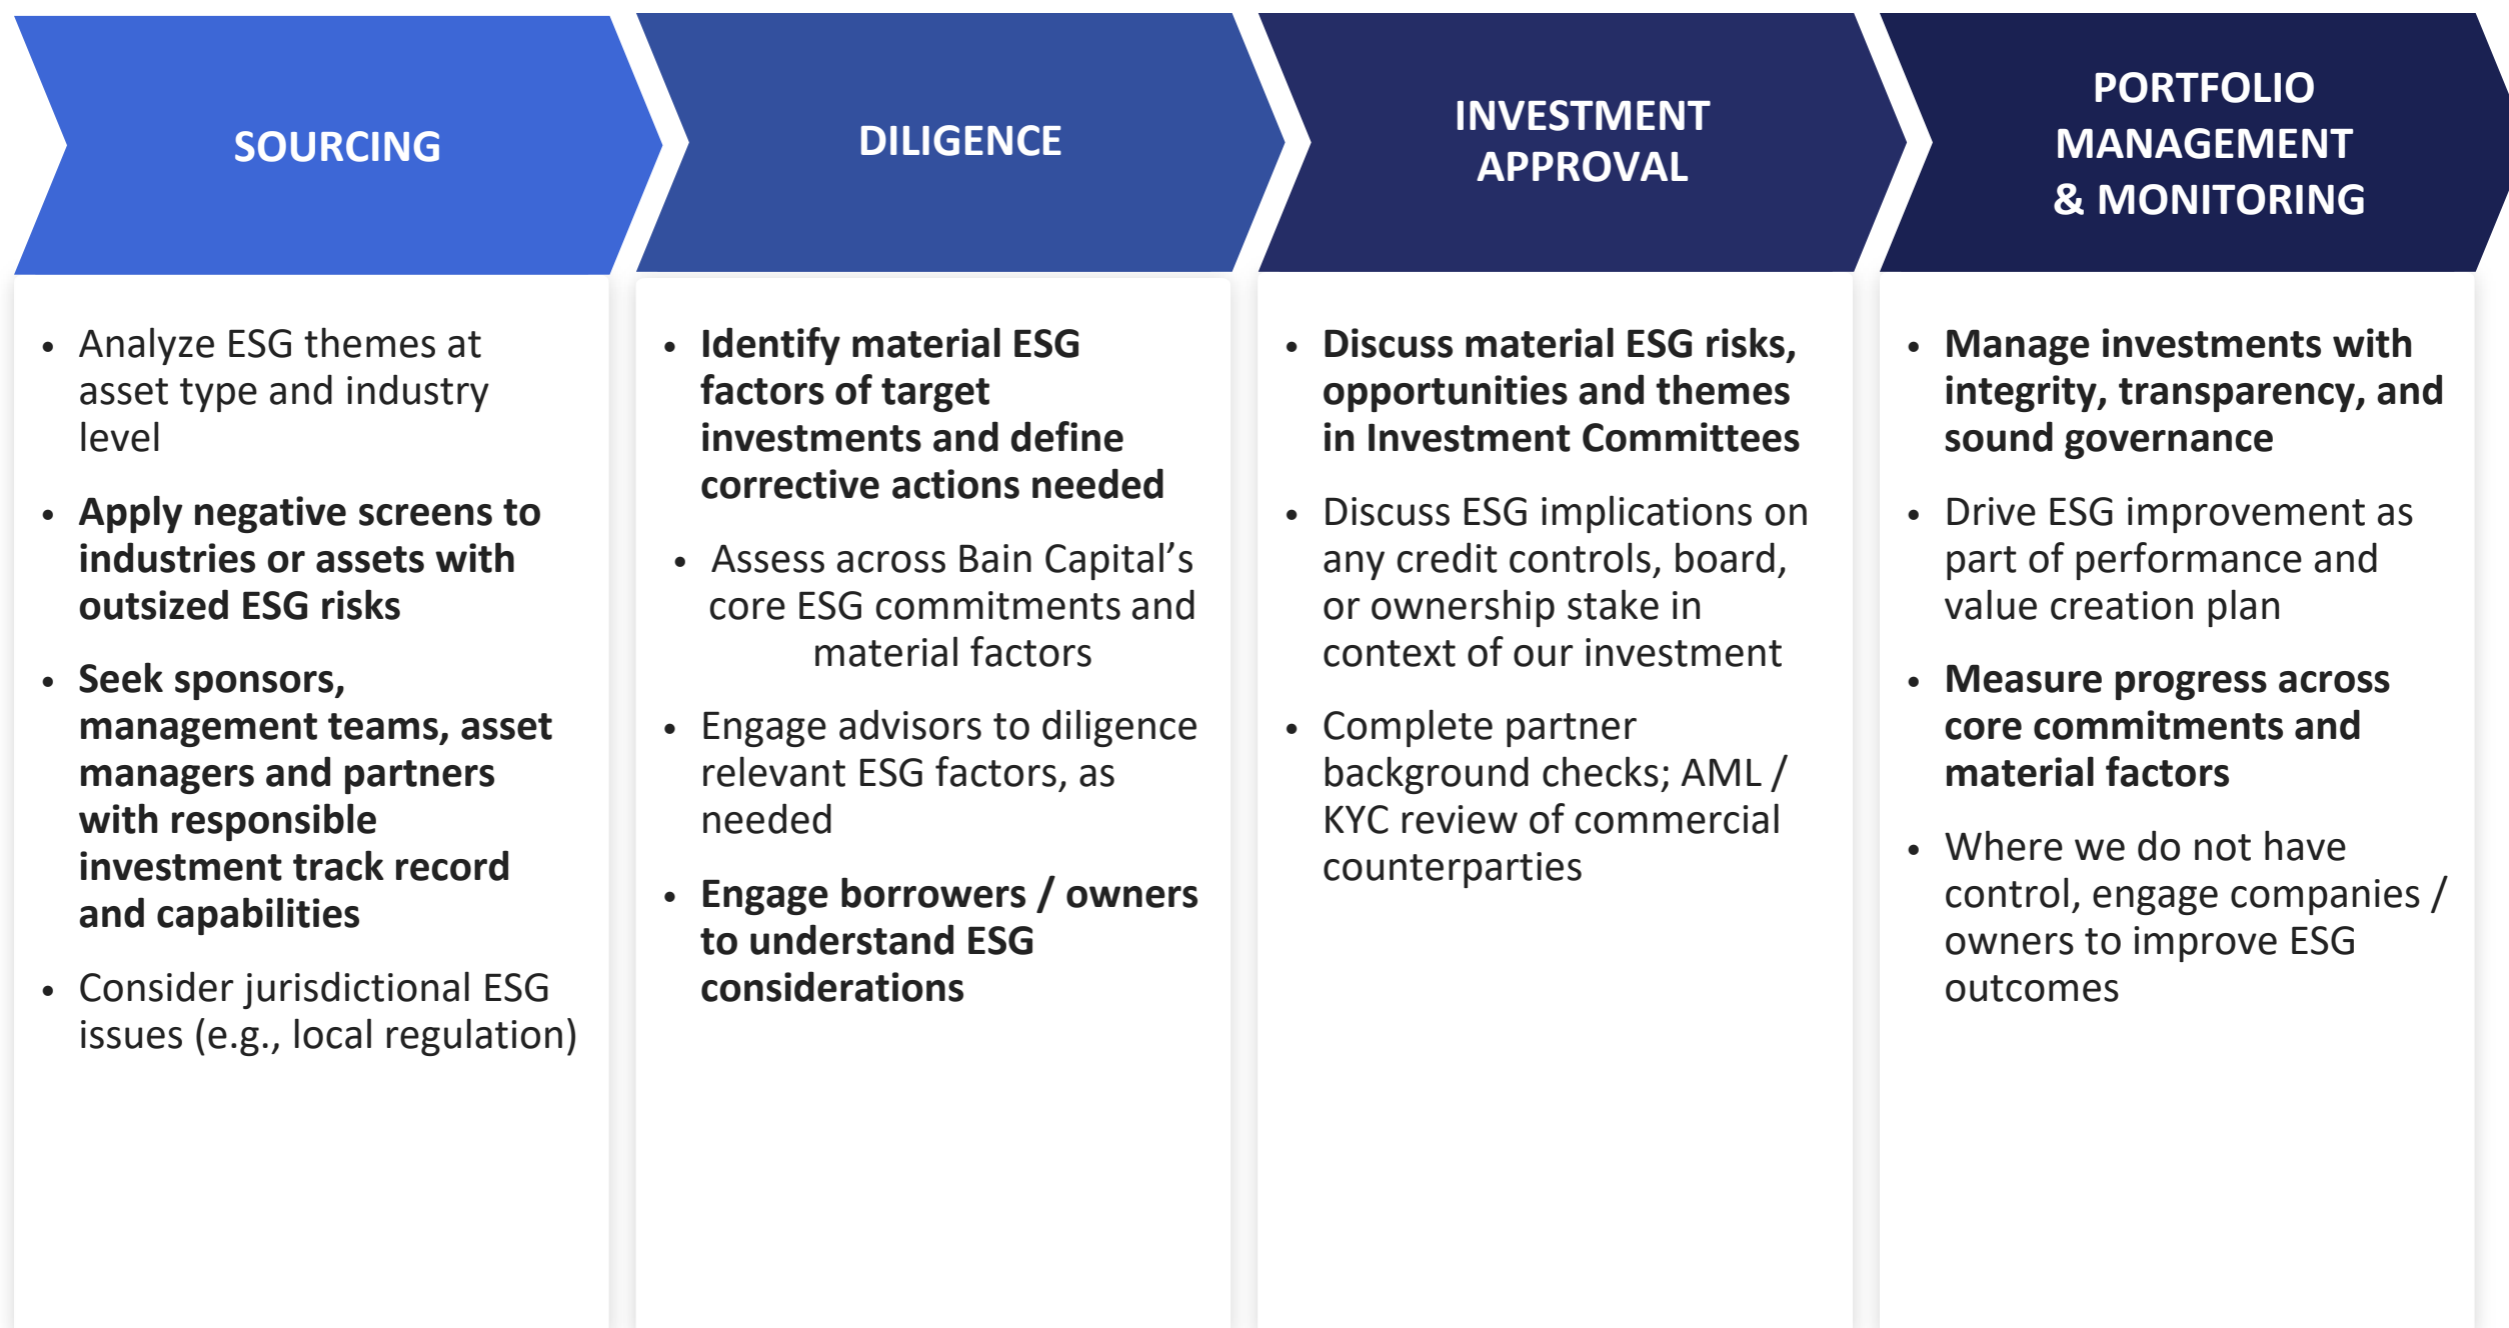 SOURCING
• Analyze ESG themes at
asset type and industry
level
• Apply negative screens to
industries or assets with
outsized ESG risks
• Seek sponsors,
management teams, asset
managers and partners
with responsible
investment track record
and capabilities
• Consider jurisdictional ESG
issues (e.g., local regulation)
DILIGENCE
• Identify material ESG
factors of target
investments and define
corrective actions needed
• Assess across Bain Capital’s
core ESG commitments and
material factors
• Engage advisors to diligence
relevant ESG factors, as
needed
• Engage borrowers / owners
to understand ESG
considerations
INVESTMENT
APPROVAL
• Discuss material ESG risks,
opportunities and themes
in Investment Committees
• Discuss ESG implications on
any credit controls, board,
or ownership stake in
context of our investment
• Complete partner
background checks; AML /
KYC review of commercial
counterparties
PORTFOLIO
MANAGEMENT
& MONITORING
• Manage investments with
integrity, transparency, and
sound governance
• Drive ESG improvement as
part of performance and
value creation plan
• Measure progress across
core commitments and
material factors
• Where we do not have
control, engage companies /
owners to improve ESG
outcomes